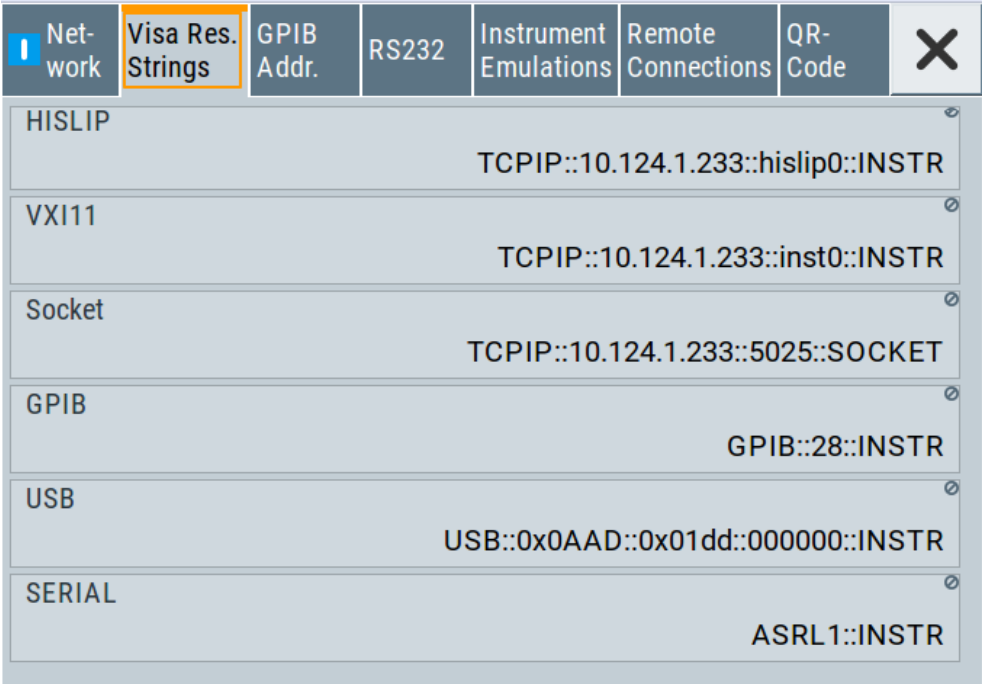 Net-
work
Visa Res.
Strings
GPIB
Addr.
RS232
Instrument
Emulations
Remote
Connections
QR-
Code
HISLIP
TCPIP::10.124.1.233::hislip0::INSTR
VXI11
TCPIP::10.124.1.233::inst0::INSTR
Socket
TCPIP::10.124.1.233::5025::SOCKET
GPIB
GPIB::28::INSTR
USB
USB::0x0AAD::0x01dd::000000::INSTR
SERIAL
ASRL1::INSTR